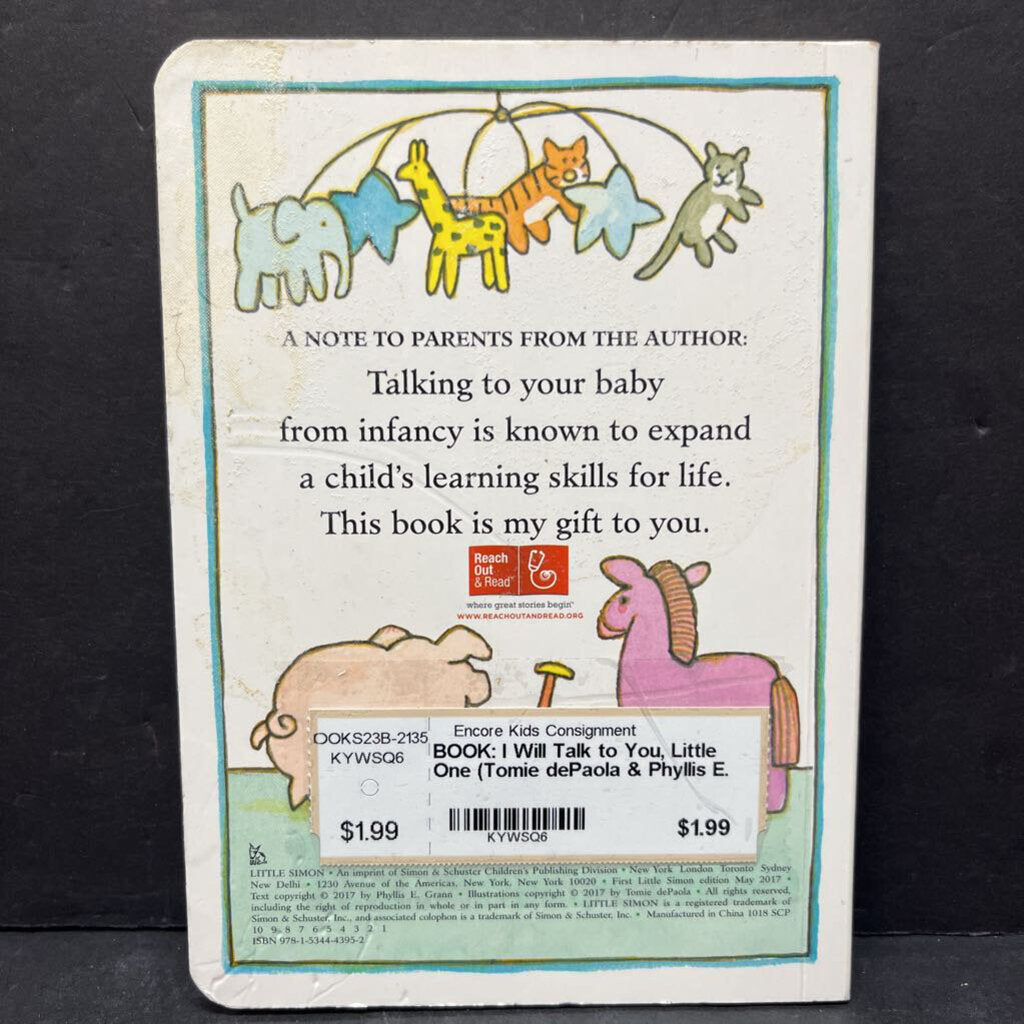 A NOTE TO PARENTS FROM THE AUTHOR:
Talking to your baby
from infancy is known to expand
a child's learning skills for life.
This book is my gift to you.
Reach
Out
& Read™
where great stories begin™
WWW.REACHOUTANDREAD.ORG
OOKS23B-2135
KYWSQ6
$1.99
Encore Kids Consignment
BOOK: I Will Talk to You, Little
One (Tomie dePaola & Phyllis E.
KYWSQ6
$1.99
LITTLE SIMON • An imprint of Simon & Schuster Children's Publishing Division • New York London Toronto Sydney
New Delhi • 1230 Avenue of the Americas, New York, New York 10020 • First Little Simon edition May 2017 •
Text copyright © 2017 by Phyllis E. Grann • Illustrations copyright © 2017 by Tomie dePaola • All rights reserved,
including the right of reproduction in whole or part in any form. • LITTLE SIMON is a registered trademark of
Simon & Schuster, Inc., and associated colophon is a trademark of Simon & Schuster, Inc. • Manufactured in China 1018 SCP
10 9 8 7 6 5 4 3 2 1
ISBN 978-1-5344-4395-2